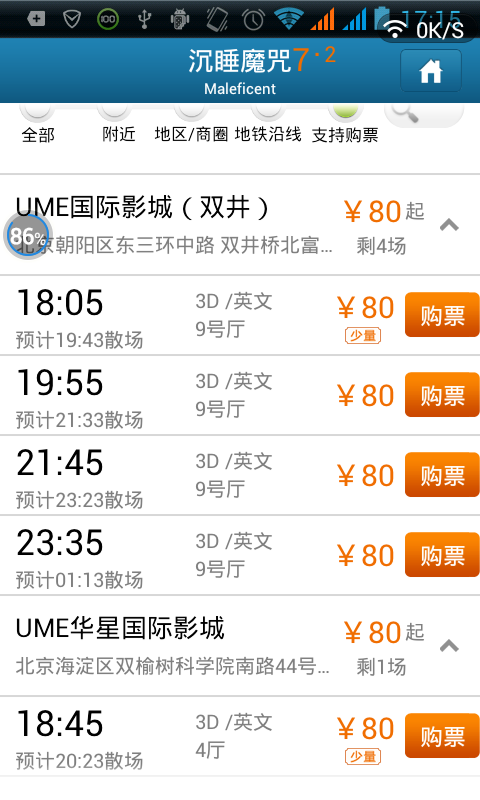 100
17:15
0K/S
沉睡魔咒7.2
Maleficent
全部 附近 地区/商圈 地铁沿线 支持购票
UME国际影城（双井） ￥80起
86%
北京朝阳区东三环中路 双井桥北富... 剩4场
18:05 3D /英文 ￥80 购票
预计19:43散场 9号厅 少量
19:55 3D /英文 ￥80 购票
预计21:33散场 9号厅
21:45 3D /英文 ￥80 购票
预计23:23散场 9号厅
23:35 3D /英文 ￥80 购票
预计01:13散场 9号厅
UME华星国际影城 ￥80起
北京海淀区双榆树科学院南路44号... 剩1场
18:45 3D /英文 ￥80 购票
预计20:23散场 4厅 少量